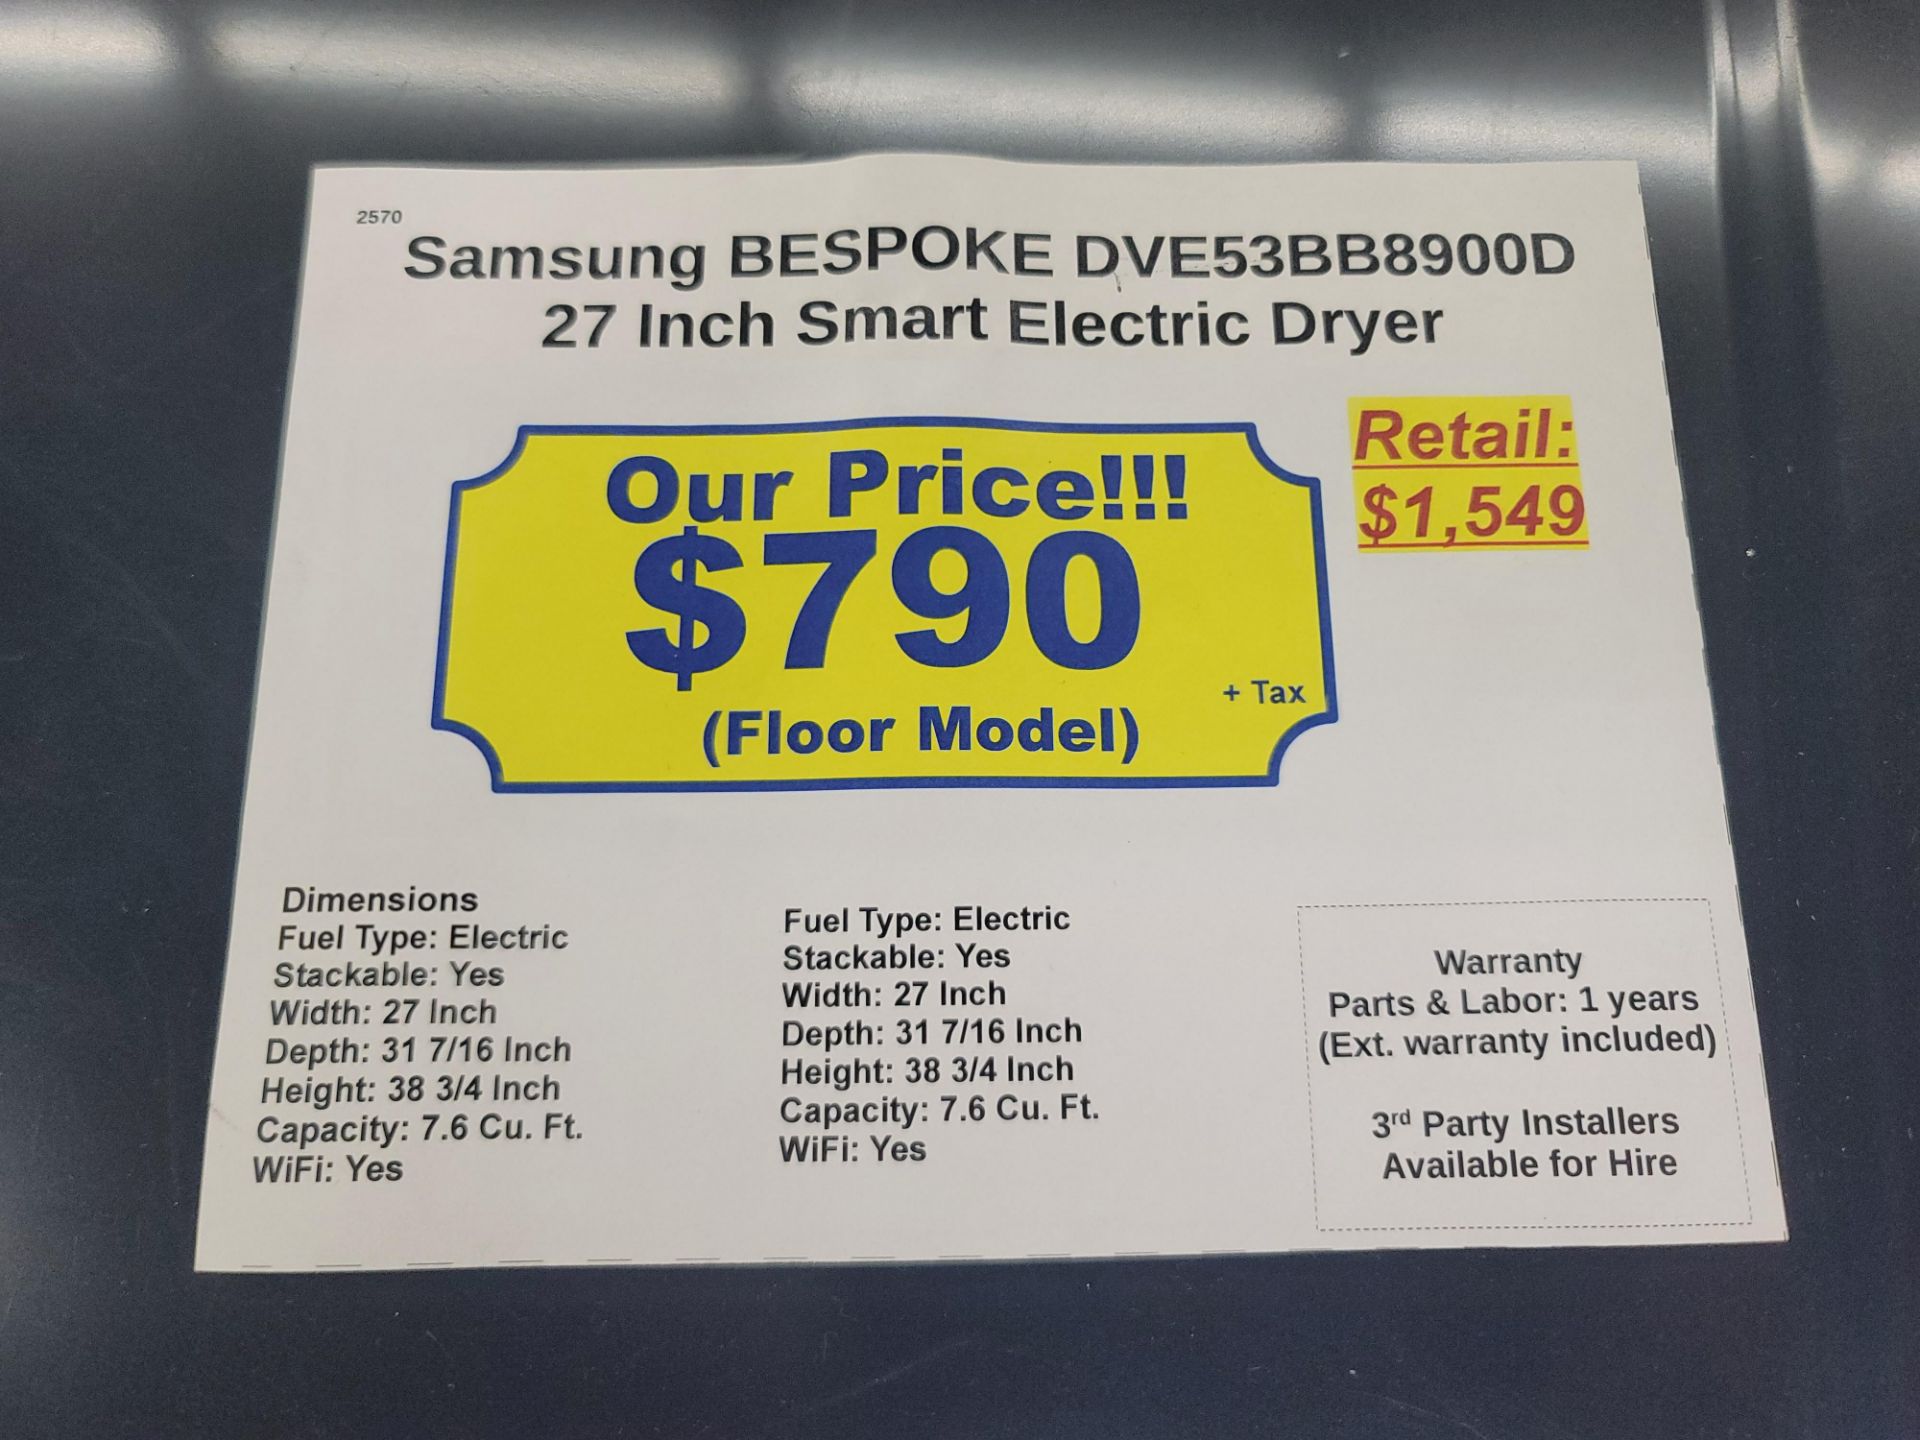 2570
Samsung BESPOKE DVE53BB8900D
27 Inch Smart Electric Dryer
Retail:
$1,549
Our Price!!!
$790
+ Tax
(Floor Model)
Dimensions
Fuel Type: Electric
Stackable: Yes
Width: 27 Inch
Depth: 31 7/16 Inch
Height: 38 3/4 Inch
Capacity: 7.6 Cu. Ft.
WiFi: Yes
Fuel Type: Electric
Stackable: Yes
Width: 27 Inch
Depth: 31 7/16 Inch
Height: 38 3/4 Inch
Capacity: 7.6 Cu. Ft.
WiFi: Yes
Warranty
Parts & Labor: 1 years
(Ext. warranty included)
3rd Party Installers
Available for Hire